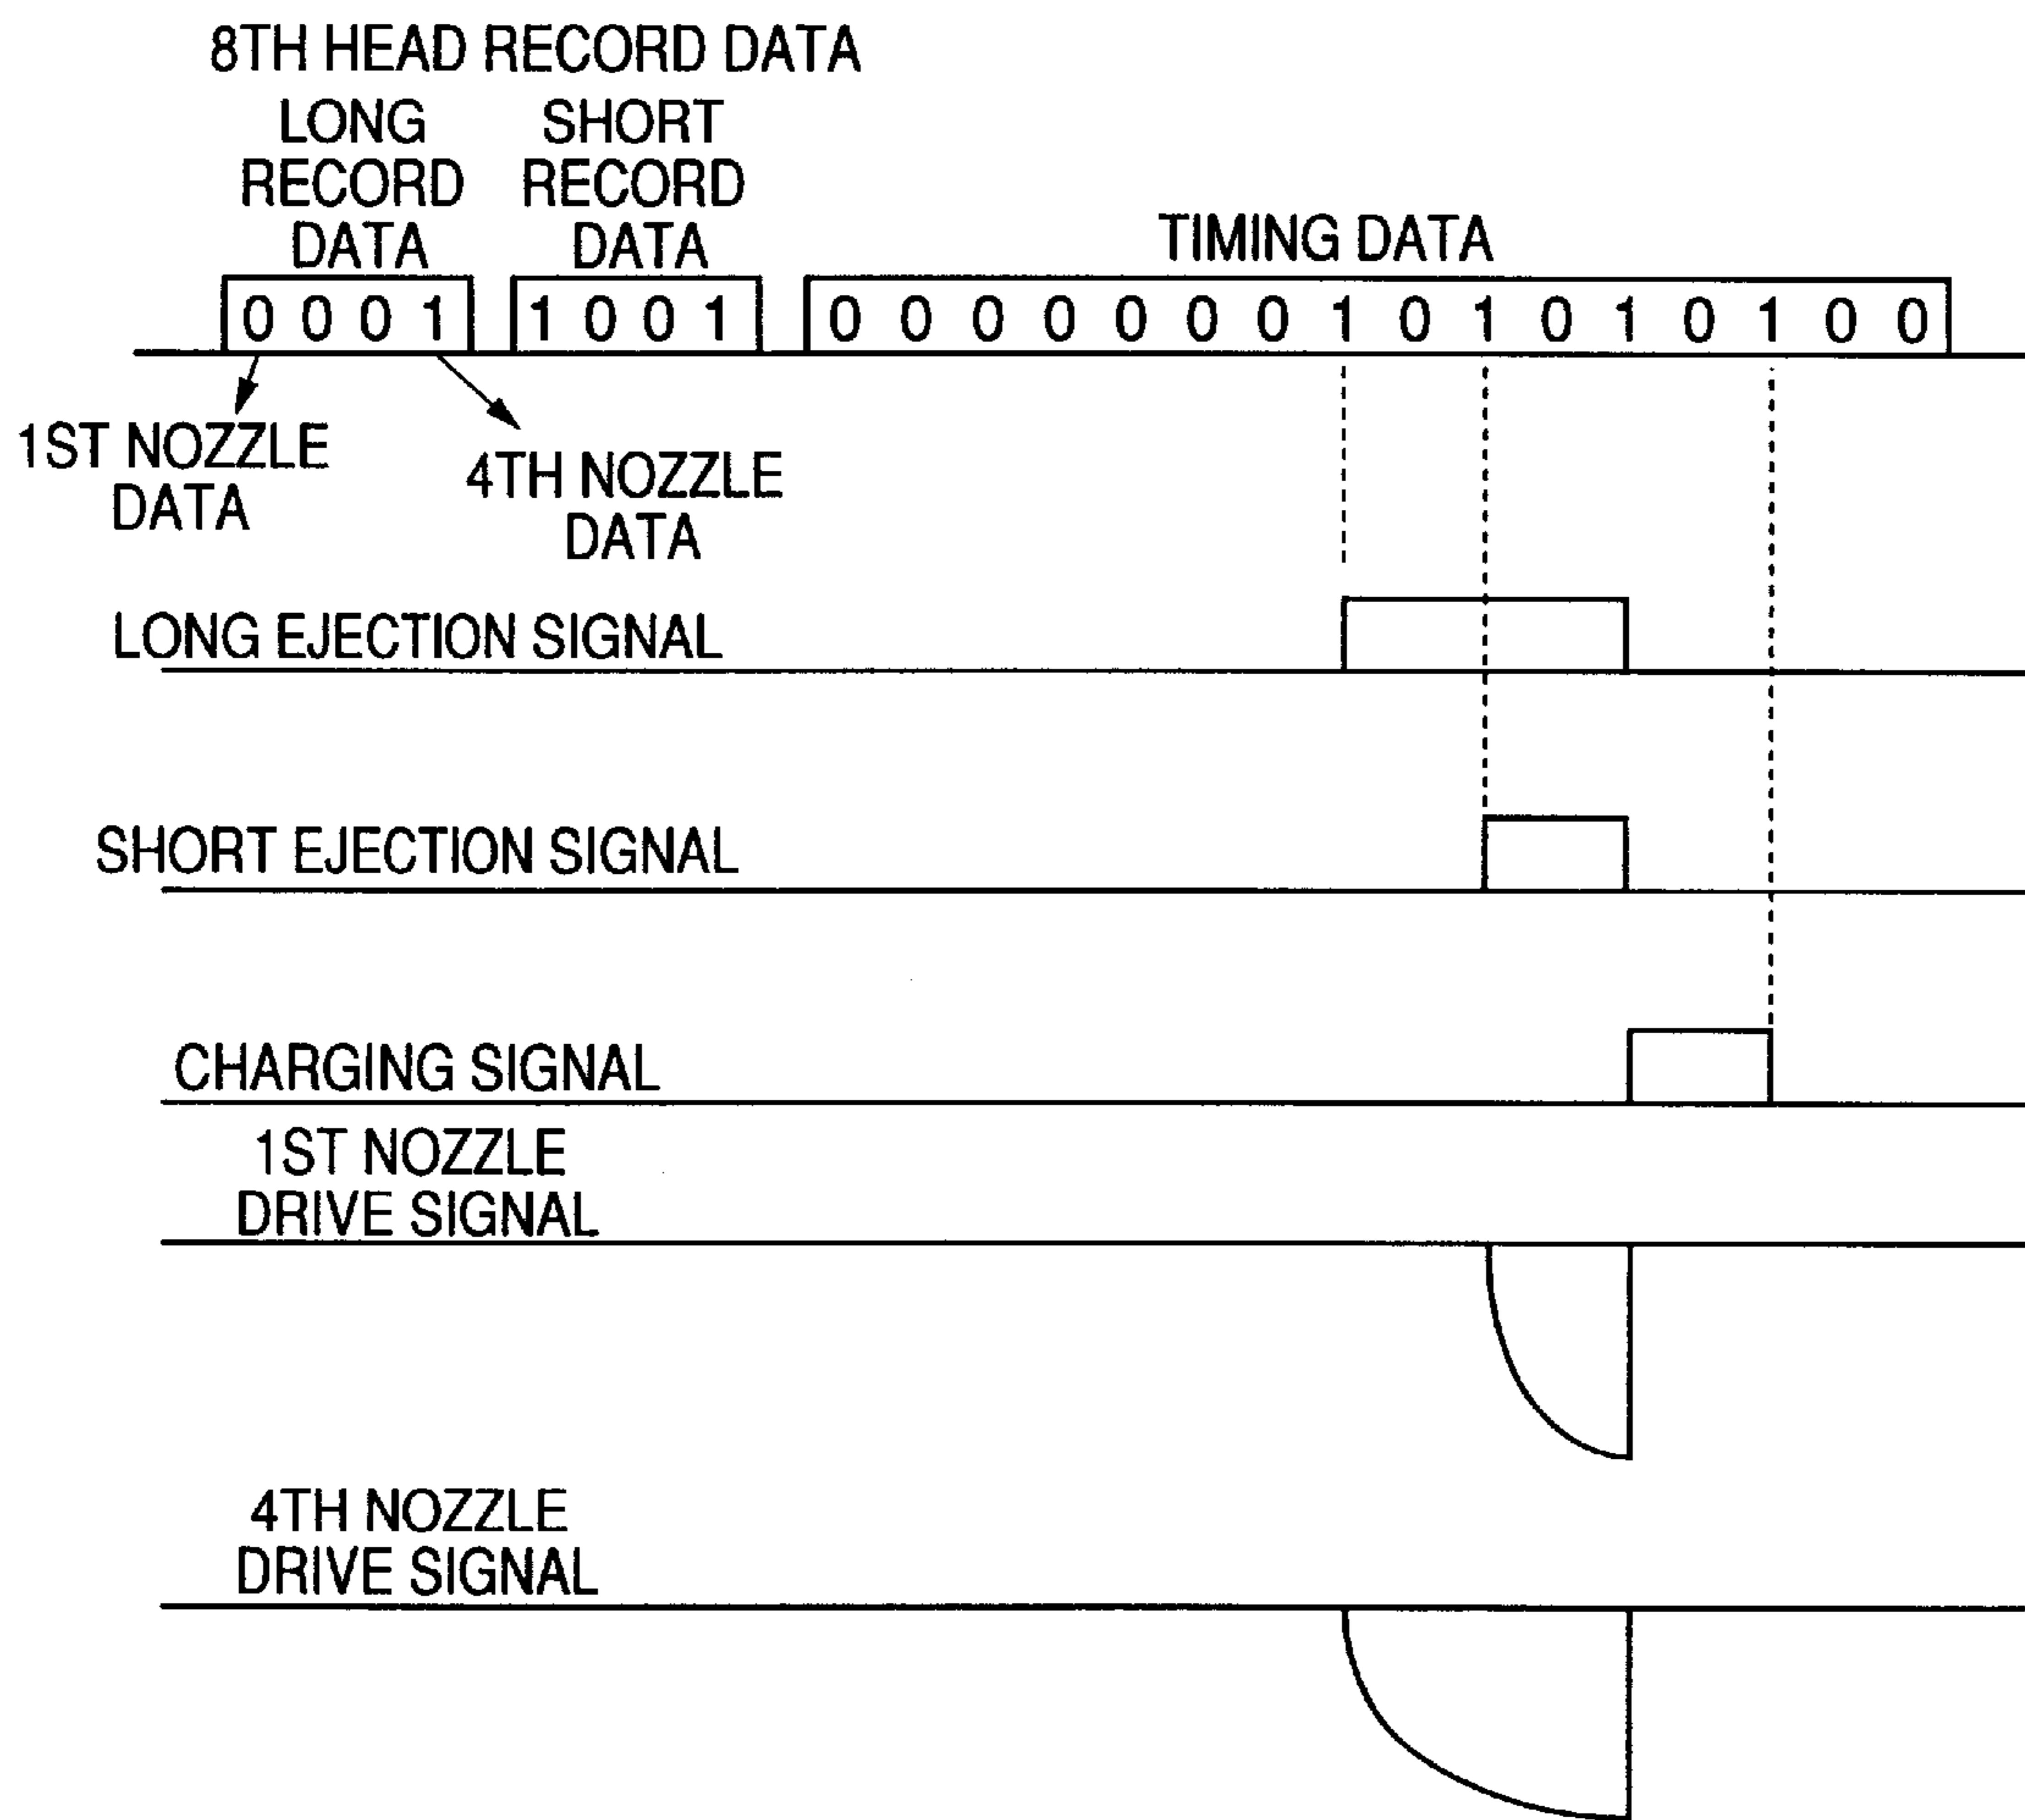 8TH HEAD RECORD DATA
LONG
RECORD
DATA
SHORT
RECORD
DATA
TIMING DATA
0 0 0 1 1 0 0 1 0 0 0 0 0 0 0 1 0 1 0 1 0 1 0 0
1ST NOZZLE
DATA
4TH NOZZLE
DATA
LONG EJECTION SIGNAL
SHORT EJECTION SIGNAL
CHARGING SIGNAL
1ST NOZZLE
DRIVE SIGNAL
4TH NOZZLE
DRIVE SIGNAL